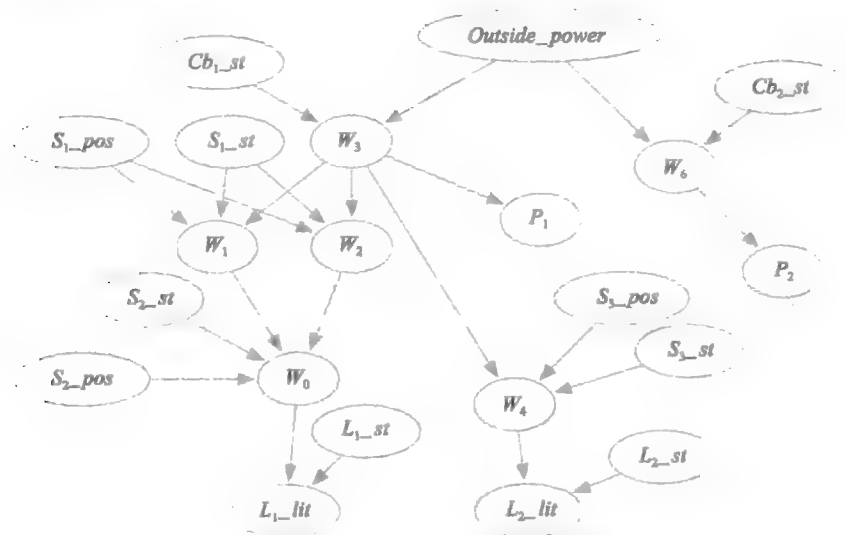 Outside_power
Cb₁_st
Cb₂_st
S₁_pos
S₁_st
W₃
W₆
P₁
W₁
W₂
P₂
S₂_st
S₃_pos
S₃_st
S₂_pos
W₀
W₄
L₁_st
L₂_st
L₁_lit
L₂_lit